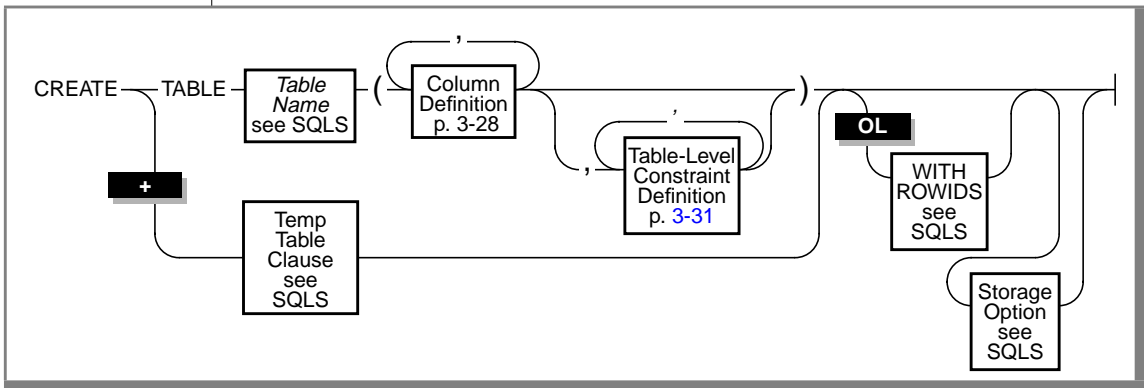 ,
CREATE TABLE Table
Name
see SQLS
( Column
Definition
p. 3-28
)
,
OL
, Table-Level
Constraint
Definition
p. 3-31
WITH
ROWIDS
see
SQLS
+
Temp
Table
Clause
see
SQLS
Storage
Option
see
SQLS